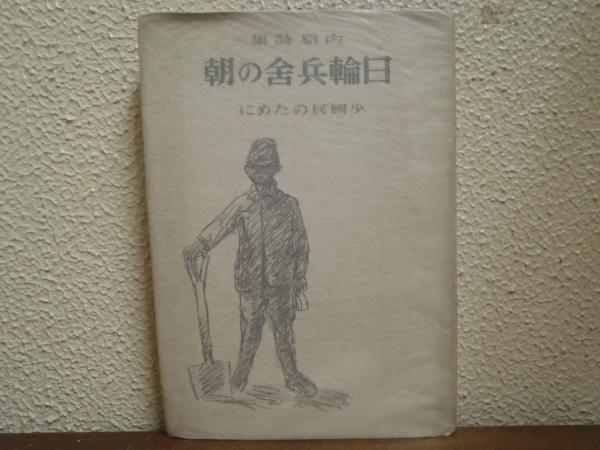 内原詩集
日輪兵舎の朝
少國民のために